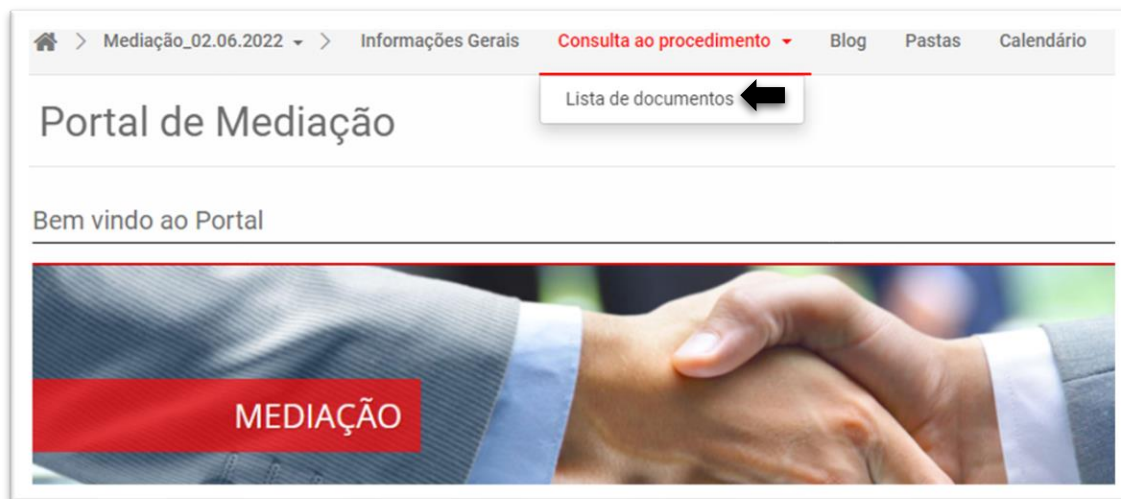 Mediação_02.06.2022 Informações Gerais Consulta ao procedimento Blog Pastas Calendário
Lista de documentos
Portal de Mediação
Bem vindo ao Portal
MEDIAÇÃO